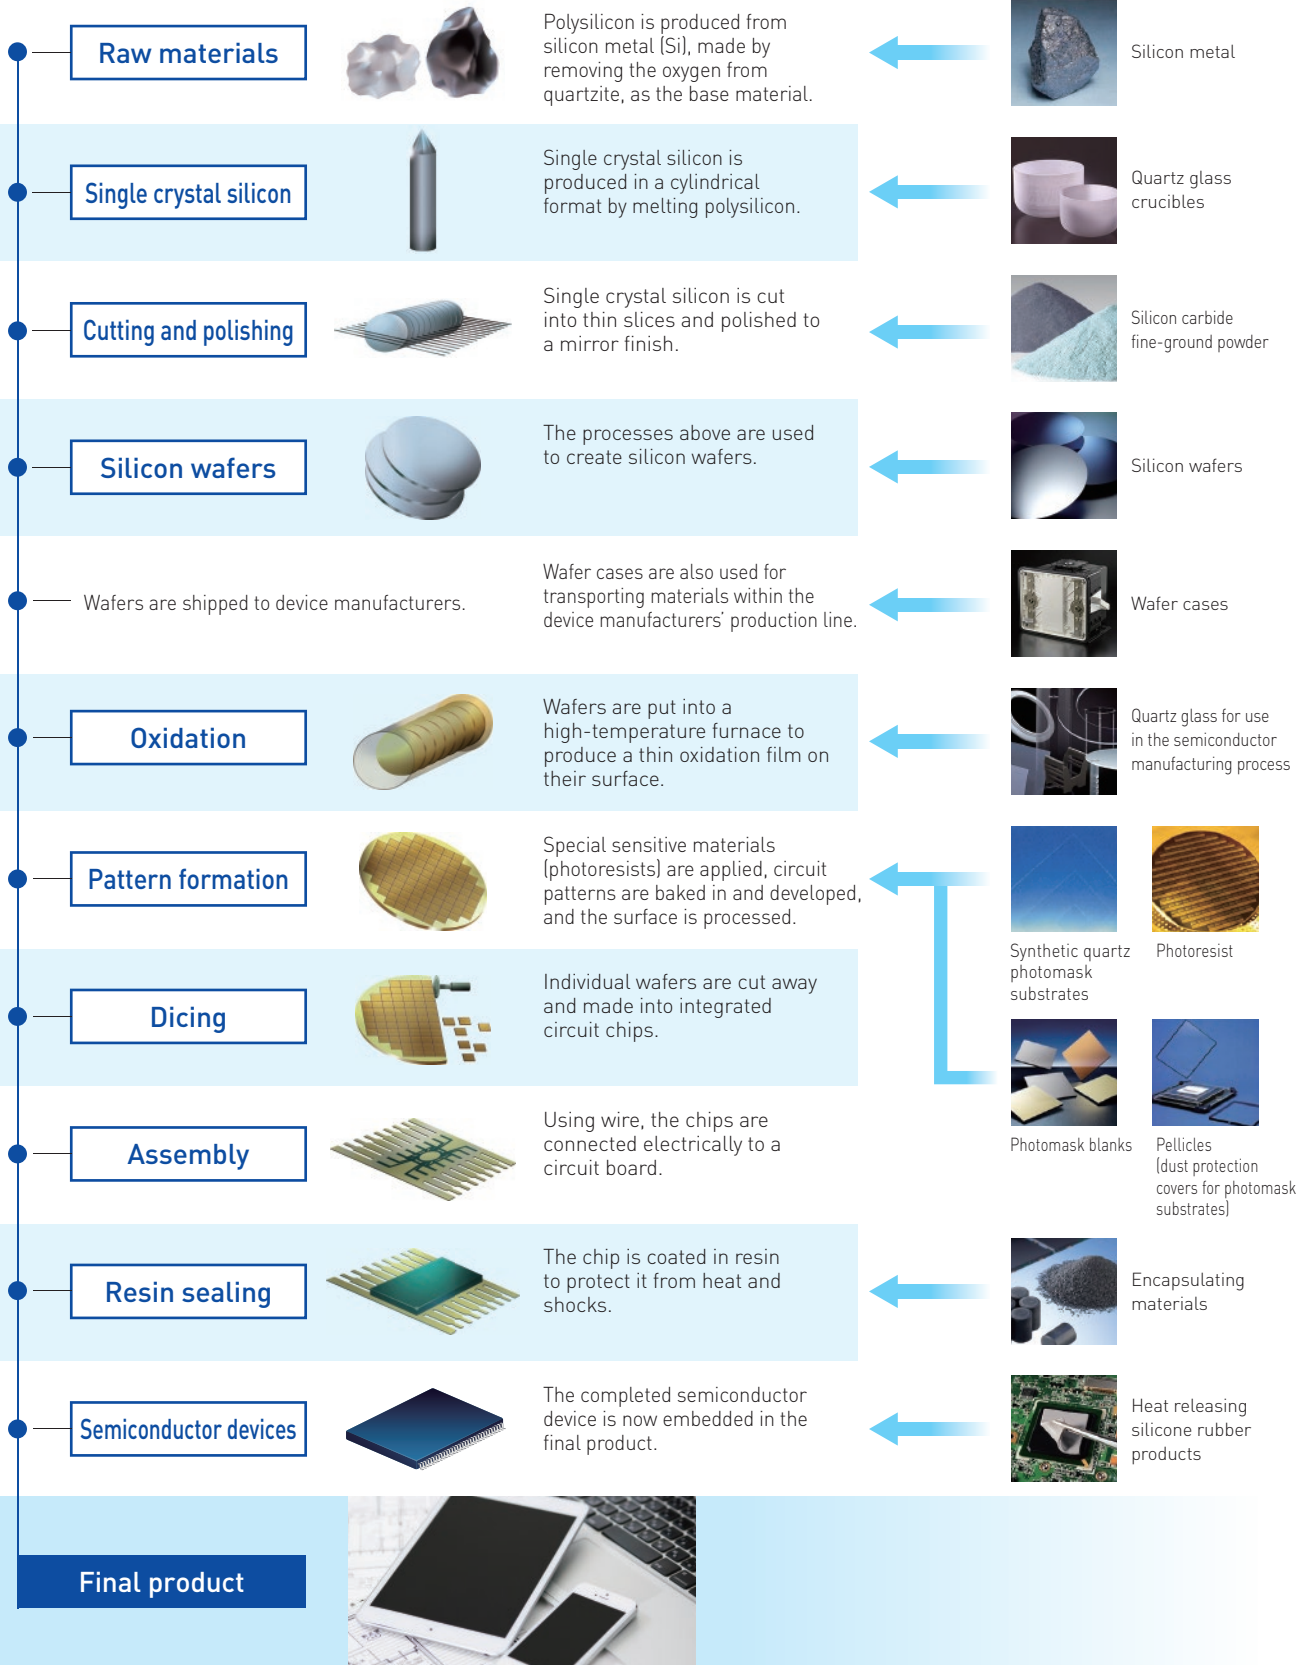 Raw materials
Polysilicon is produced from
silicon metal (Si), made by
removing the oxygen from
quartzite, as the base material.
Silicon metal
Single crystal silicon
Single crystal silicon is
produced in a cylindrical
format by melting polysilicon.
Quartz glass
crucibles
Cutting and polishing
Single crystal silicon is cut
into thin slices and polished to
a mirror finish.
Silicon carbide
fine-ground powder
Silicon wafers
The processes above are used
to create silicon wafers.
Silicon wafers
Wafers are shipped to device manufacturers.
Wafer cases are also used for
transporting materials within the
device manufacturers' production line.
Wafer cases
Oxidation
Wafers are put into a
high-temperature furnace to
produce a thin oxidation film on
their surface.
Quartz glass for use
in the semiconductor
manufacturing process
Pattern formation
Special sensitive materials
(photoresists) are applied, circuit
patterns are baked in and developed,
and the surface is processed.
Synthetic quartz
photomask
substrates
Photoresist
Dicing
Individual wafers are cut away
and made into integrated
circuit chips.
Photomask blanks
Pellicles
(dust protection
covers for photomask
substrates)
Assembly
Using wire, the chips are
connected electrically to a
circuit board.
Resin sealing
The chip is coated in resin
to protect it from heat and
shocks.
Encapsulating
materials
Semiconductor devices
The completed semiconductor
device is now embedded in the
final product.
Heat releasing
silicone rubber
products
Final product